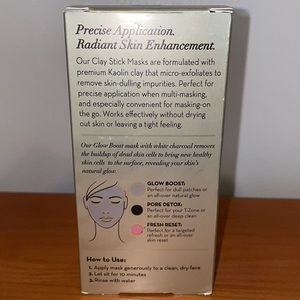 Precise Application.
Radiant Skin Enhancement.
Our Clay Stick Masks are formulated with
premium Kaolin clay that micro-exfoliates to
remove skin-dulling impurities. Perfect for
precise application when multi-masking,
and especially convenient for masking-on
the go. Works effectively without drying
out skin or leaving a tight feeling.
Our Glow Boost mask with white charcoal removes
the buildup of dead skin cells to bring new healthy
skin cells to the surface, revealing your skin's
natural glow.
GLOW BOOST:
Perfect for dull patches or
an all-over natural glow
PORE DETOX:
Perfect for your T-Zone or
an all-over deep clean
FRESH RESET:
Perfect for a targeted
refresh or an all-over
skin reset
How to Use:
1. Apply mask generously to a clean, dry face
2. Let sit for 10 minutes
3. Rinse with water